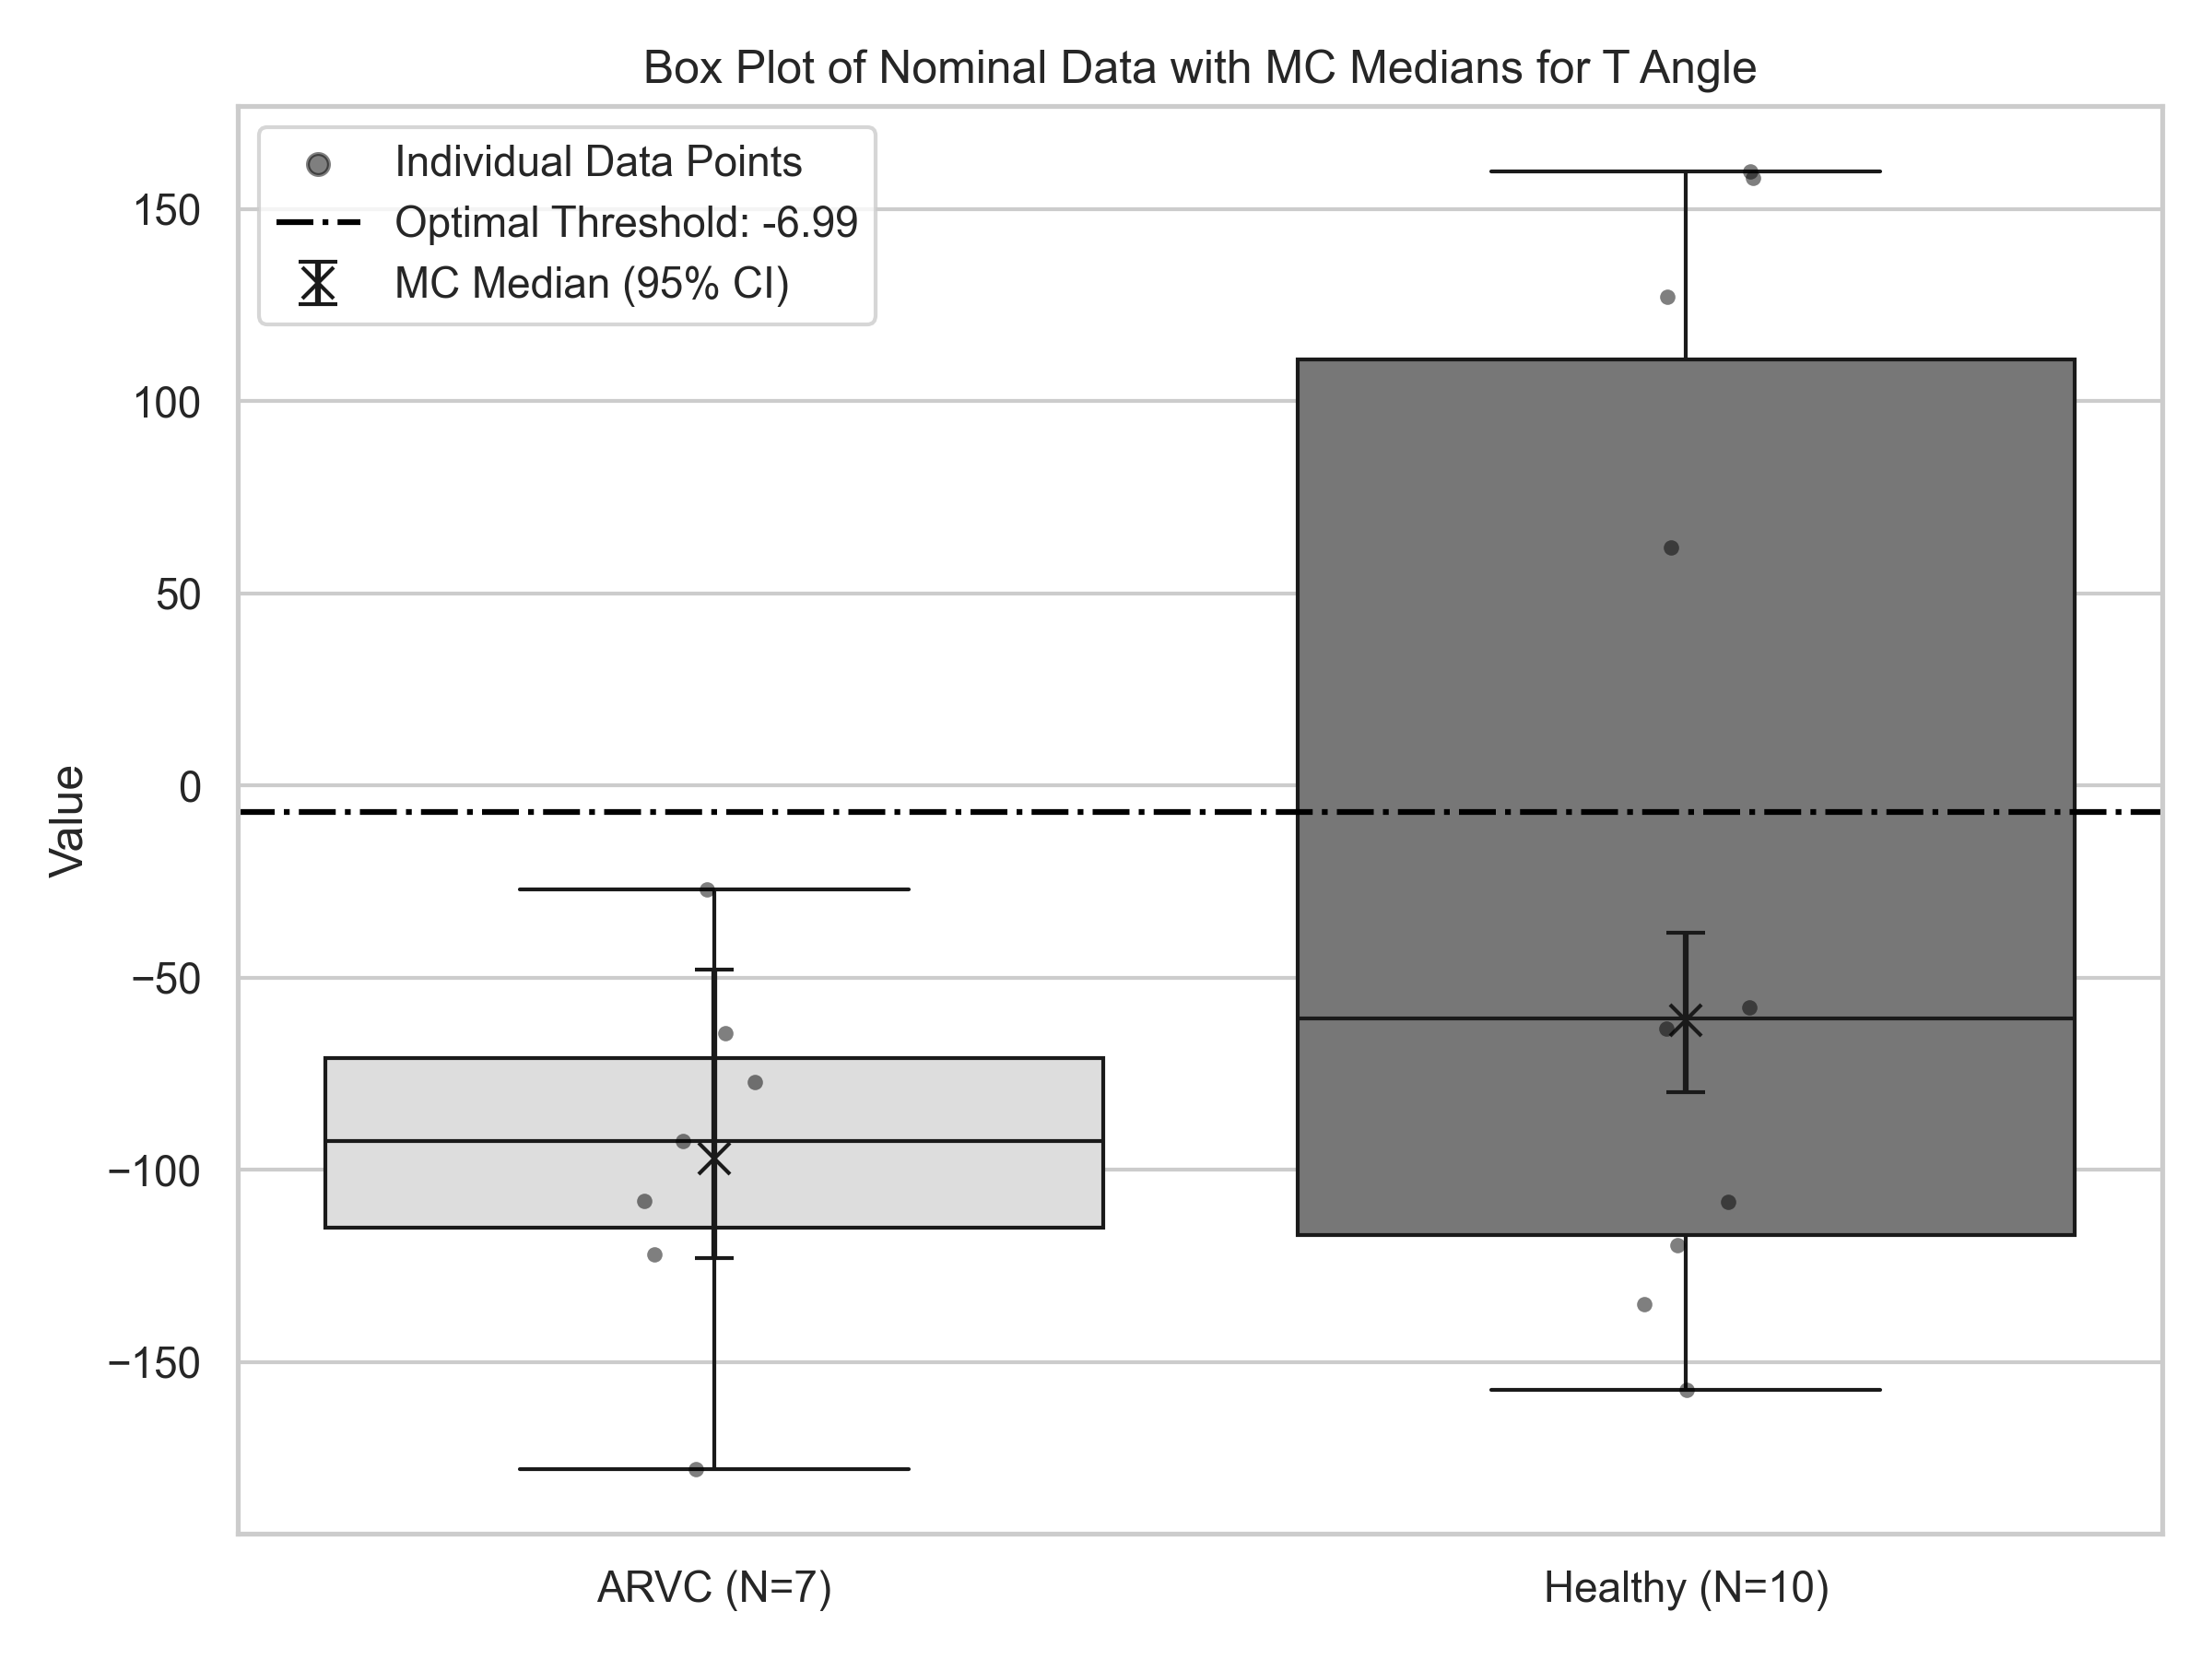 Box Plot of Nominal Data with MC Medians for T Angle
Individual Data Points
Optimal Threshold: -6.99
MC Median (95% CI)
150
100
50
0
−50
−100
−150
Value
ARVC (N=7)
Healthy (N=10)